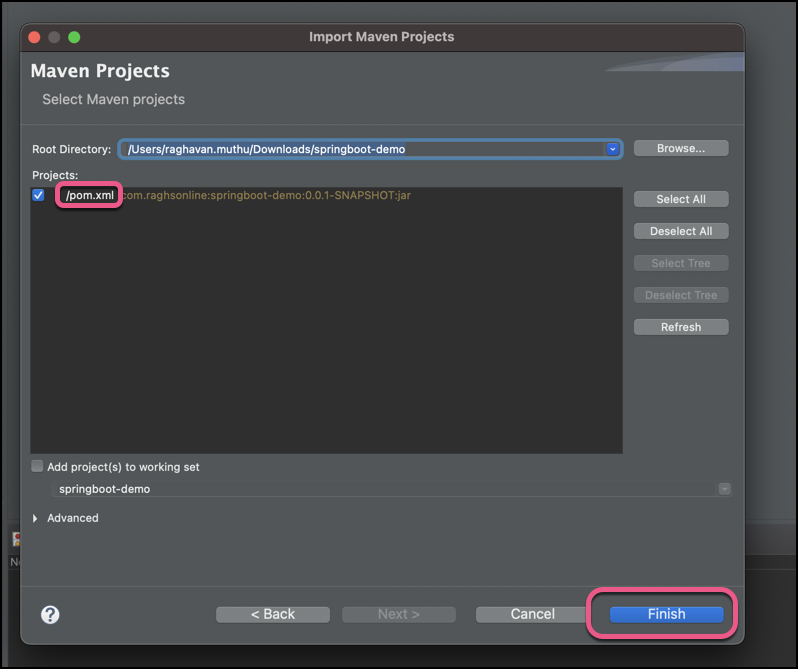 Import Maven Projects
Maven Projects
Select Maven projects
Root Directory: /Users/raghavan.muthu/Downloads/springboot-demo Browse...
Projects:
/pom.xml com.raghsonline:springboot-demo:0.0.1-SNAPSHOT:jar
Select All
Deselect All
Select Tree
Deselect Tree
Refresh
Add project(s) to working set
springboot-demo
Advanced
? < Back Next > Cancel Finish